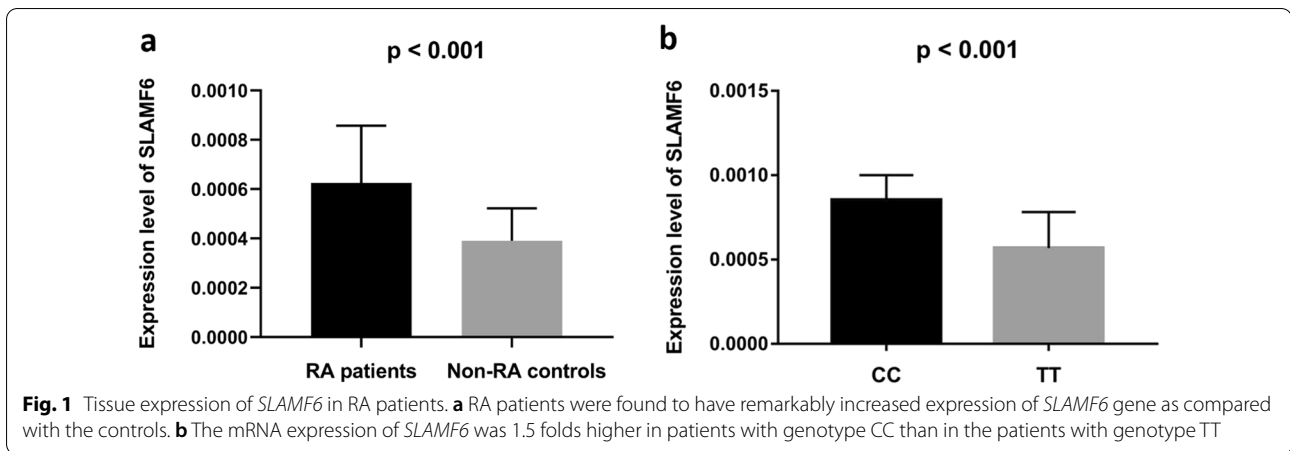 a
p < 0.001
Expression level of SLAMF6
0.0010
0.0008
0.0006
0.0004
0.0002
0.0000
RA patients
Non-RA controls
b
p < 0.001
Expression level of SLAMF6
0.0015
0.0010
0.0005
0.0000
CC
TT
Fig. 1 Tissue expression of SLAMF6 in RA patients. a RA patients were found to have remarkably increased expression of SLAMF6 gene as compared
with the controls. b The mRNA expression of SLAMF6 was 1.5 folds higher in patients with genotype CC than in the patients with genotype TT